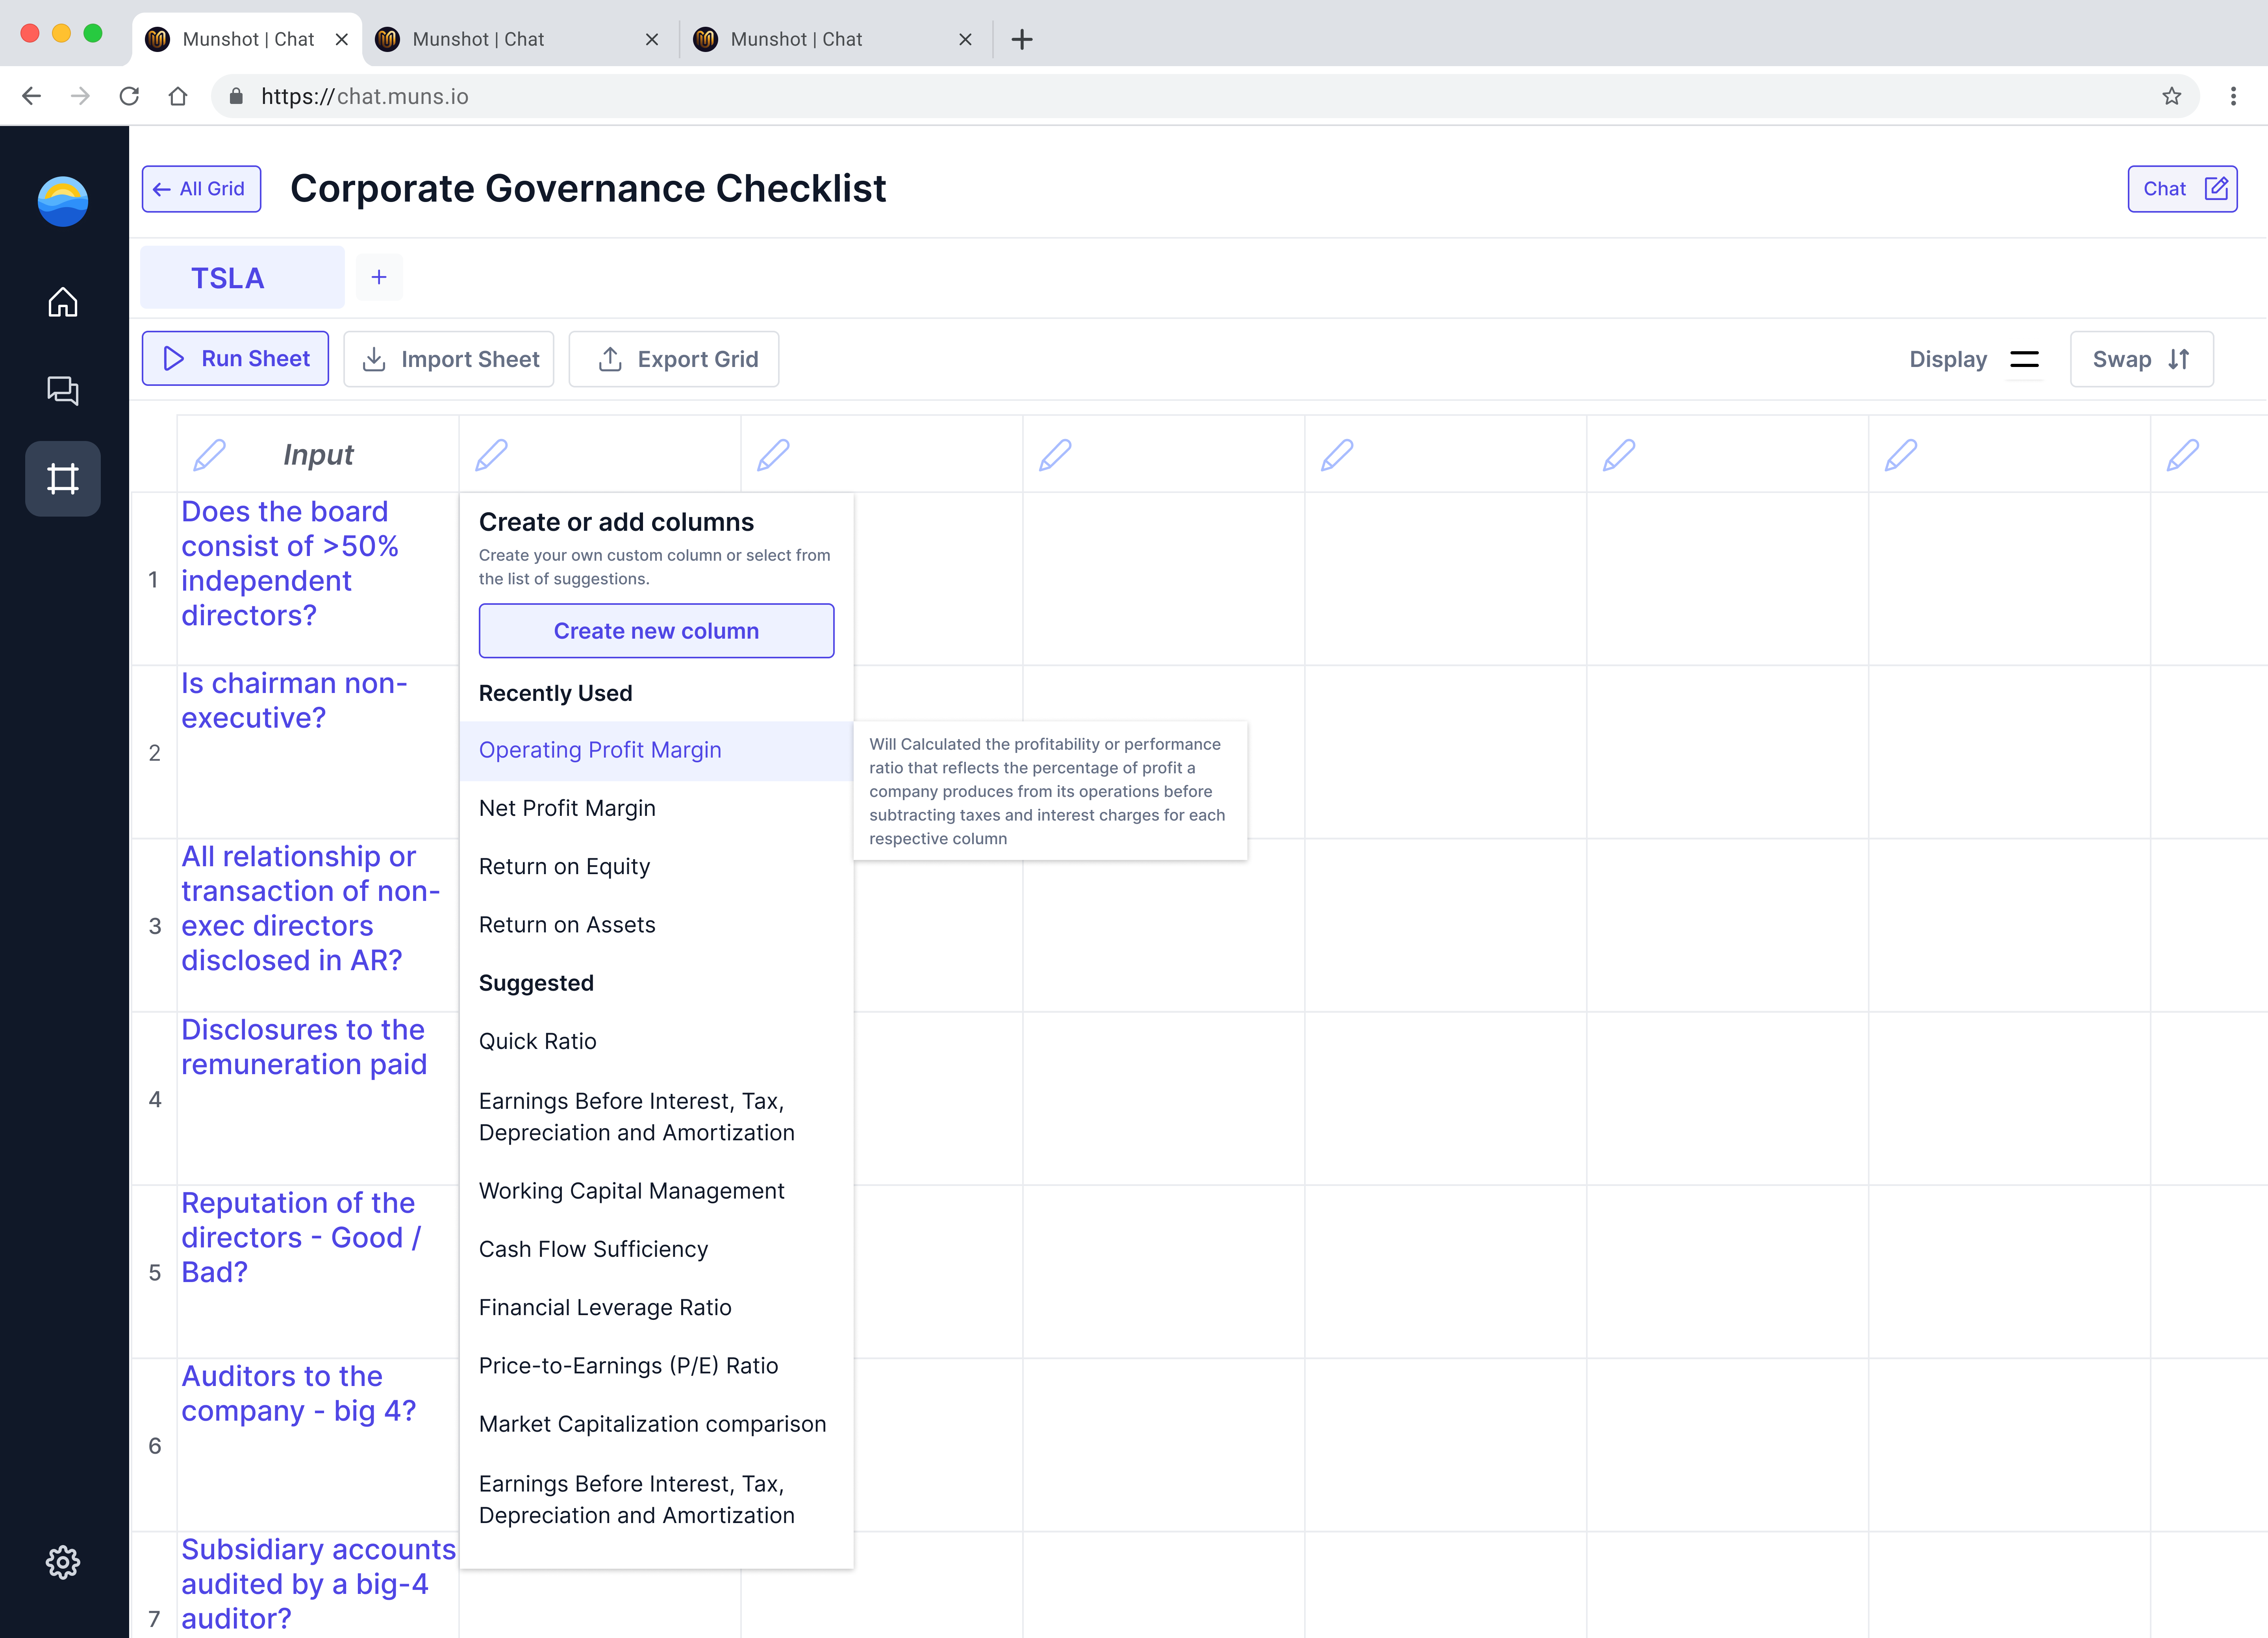 Munshot | Chat
Munshot | Chat
Munshot | Chat
https://chat.muns.io
All Grid
Corporate Governance Checklist
Chat
TSLA
+
Run Sheet
Import Sheet
Export Grid
Display
Swap
Input
1
Does the board
consist of >50%
independent
directors?
2
Is chairman non-
executive?
3
All relationship or
transaction of non-
exec directors
disclosed in AR?
4
Disclosures to the
remuneration paid
5
Reputation of the
directors - Good /
Bad?
6
Auditors to the
company - big 4?
7
Subsidiary accounts
audited by a big-4
auditor?
Create or add columns
Create your own custom column or select from
the list of suggestions.
Create new column
Recently Used
Operating Profit Margin
Net Profit Margin
Return on Equity
Return on Assets
Suggested
Quick Ratio
Earnings Before Interest, Tax,
Depreciation and Amortization
Working Capital Management
Cash Flow Sufficiency
Financial Leverage Ratio
Price-to-Earnings (P/E) Ratio
Market Capitalization comparison
Earnings Before Interest, Tax,
Depreciation and Amortization
Will Calculated the profitability or performance
ratio that reflects the percentage of profit a
company produces from its operations before
subtracting taxes and interest charges for each
respective column